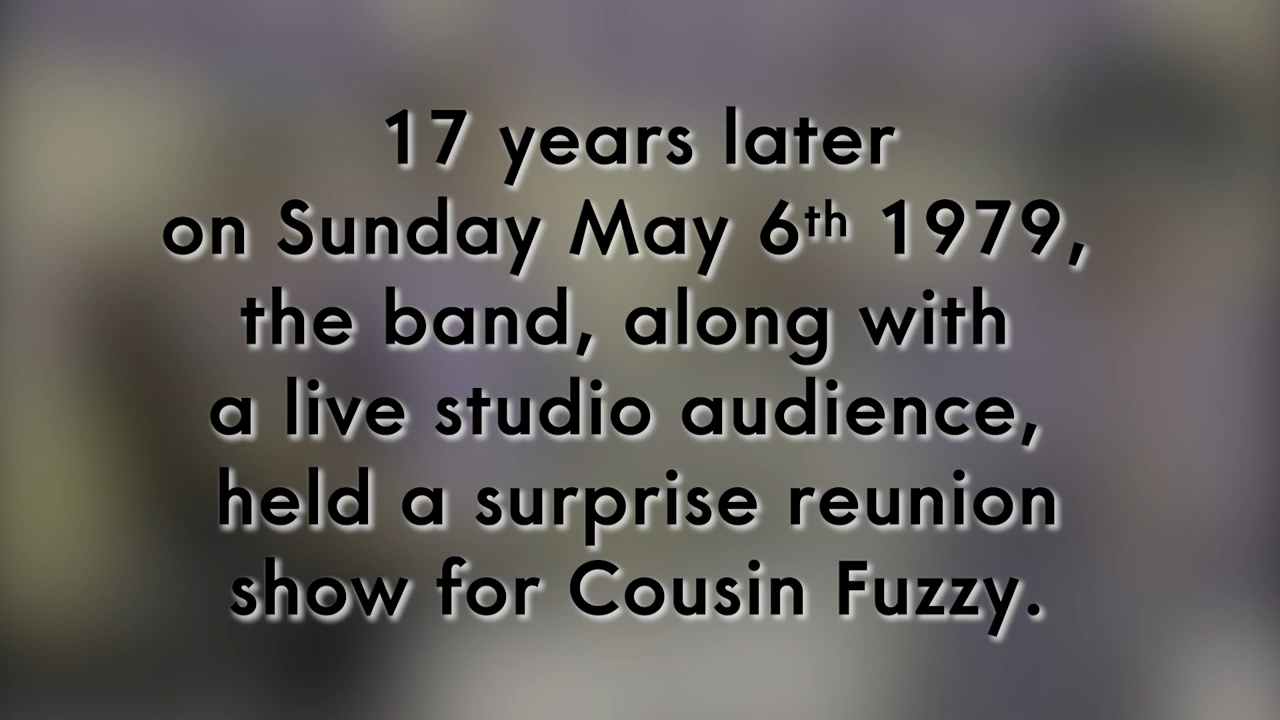 17 years later
on Sunday May 6th 1979,
the band, along with
a live studio audience,
held a surprise reunion
show for Cousin Fuzzy.